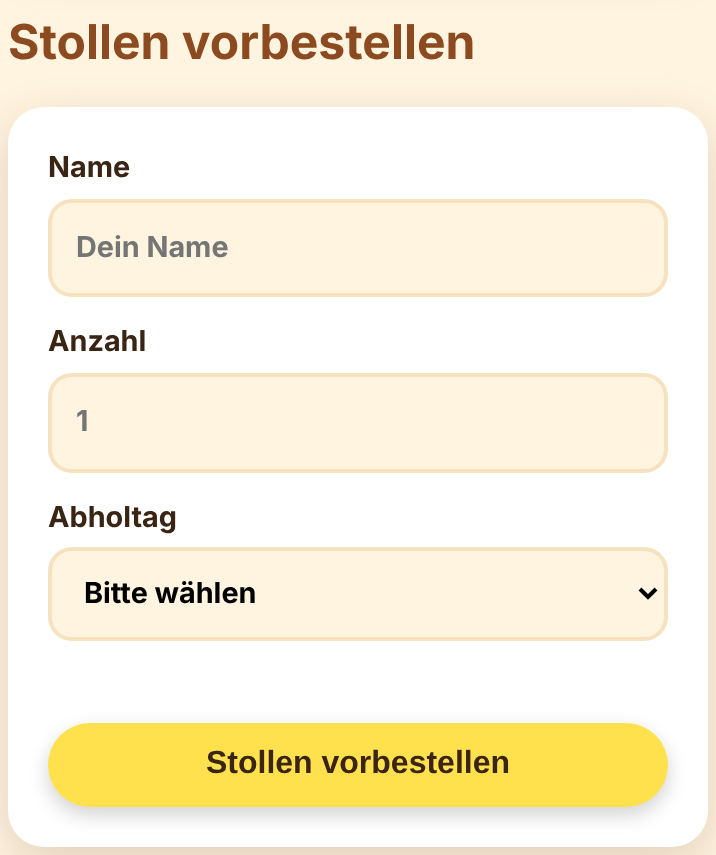 Stollen vorbestellen
Name
Dein Name
Anzahl
1
Abholtag
Bitte wählen
Stollen vorbestellen